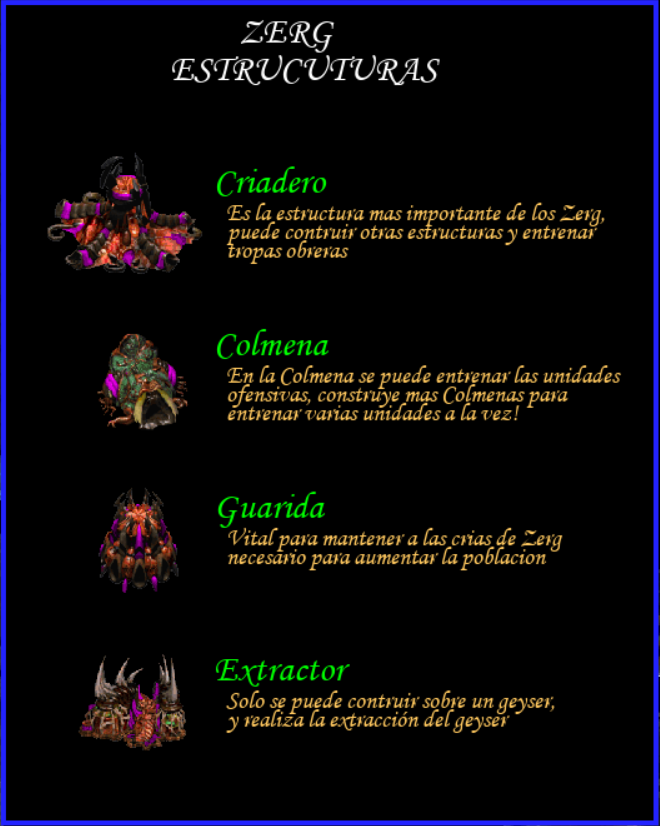 ZERG
ESTRUCUTURAS
Criadero
Es la estructura mas importante de los Zerg,
puede contruir otras estructuras y entrenar
tropas obreras
Colmena
En la Colmena se puede entrenar las unidades
ofensivas, construye mas Colmenas para
entrenar varias unidades a la vez!
Guarida
Vital para mantener a las crias de Zerg
necesario para aumentar la poblacion
Extractor
Solo se puede contruir sobre un geyser,
y realiza la extracción del geyser